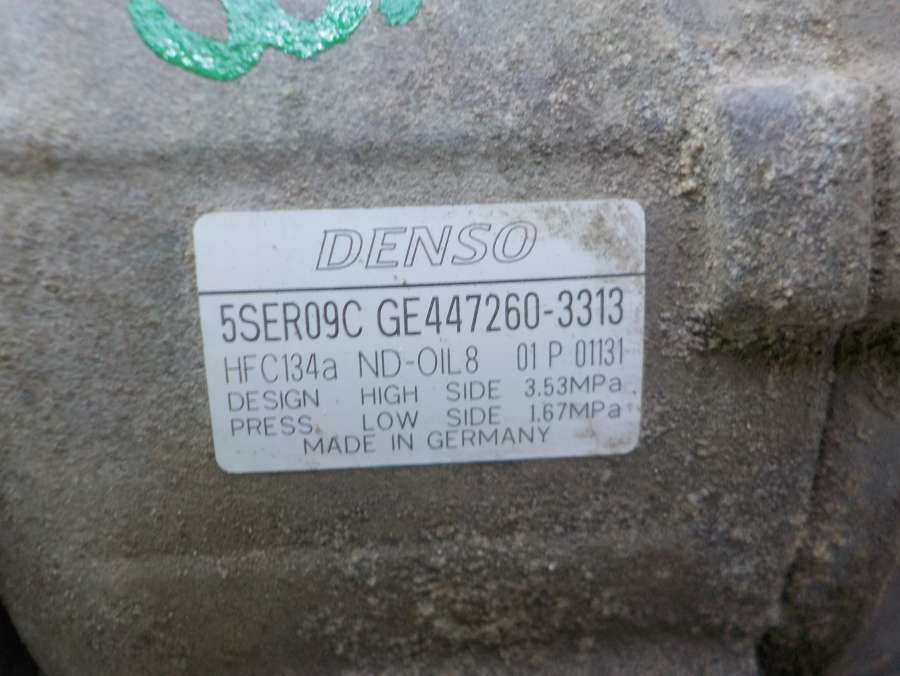 DENSO
5SER09C GE447260-3313
HFC134a ND-OIL8 01 P 01131
DESIGN HIGH SIDE 3.53MPa
PRESS. LOW SIDE 1.67MPa
MADE IN GERMANY